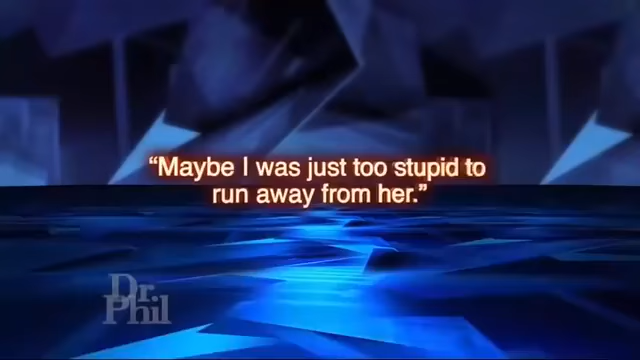 “Maybe I was just too stupid to
run away from her.”
Dr.
Phil